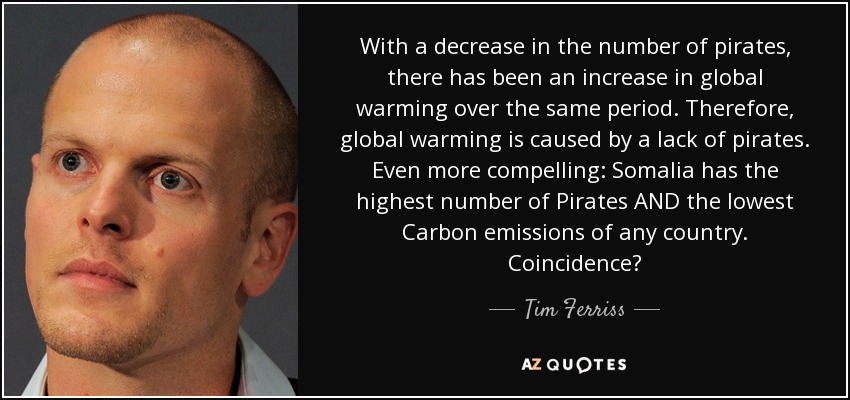 With a decrease in the number of pirates,
there has been an increase in global
warming over the same period. Therefore,
global warming is caused by a lack of pirates.
Even more compelling: Somalia has the
highest number of Pirates AND the lowest
Carbon emissions of any country.
Coincidence?
Tim Ferriss
AZ QUOTES